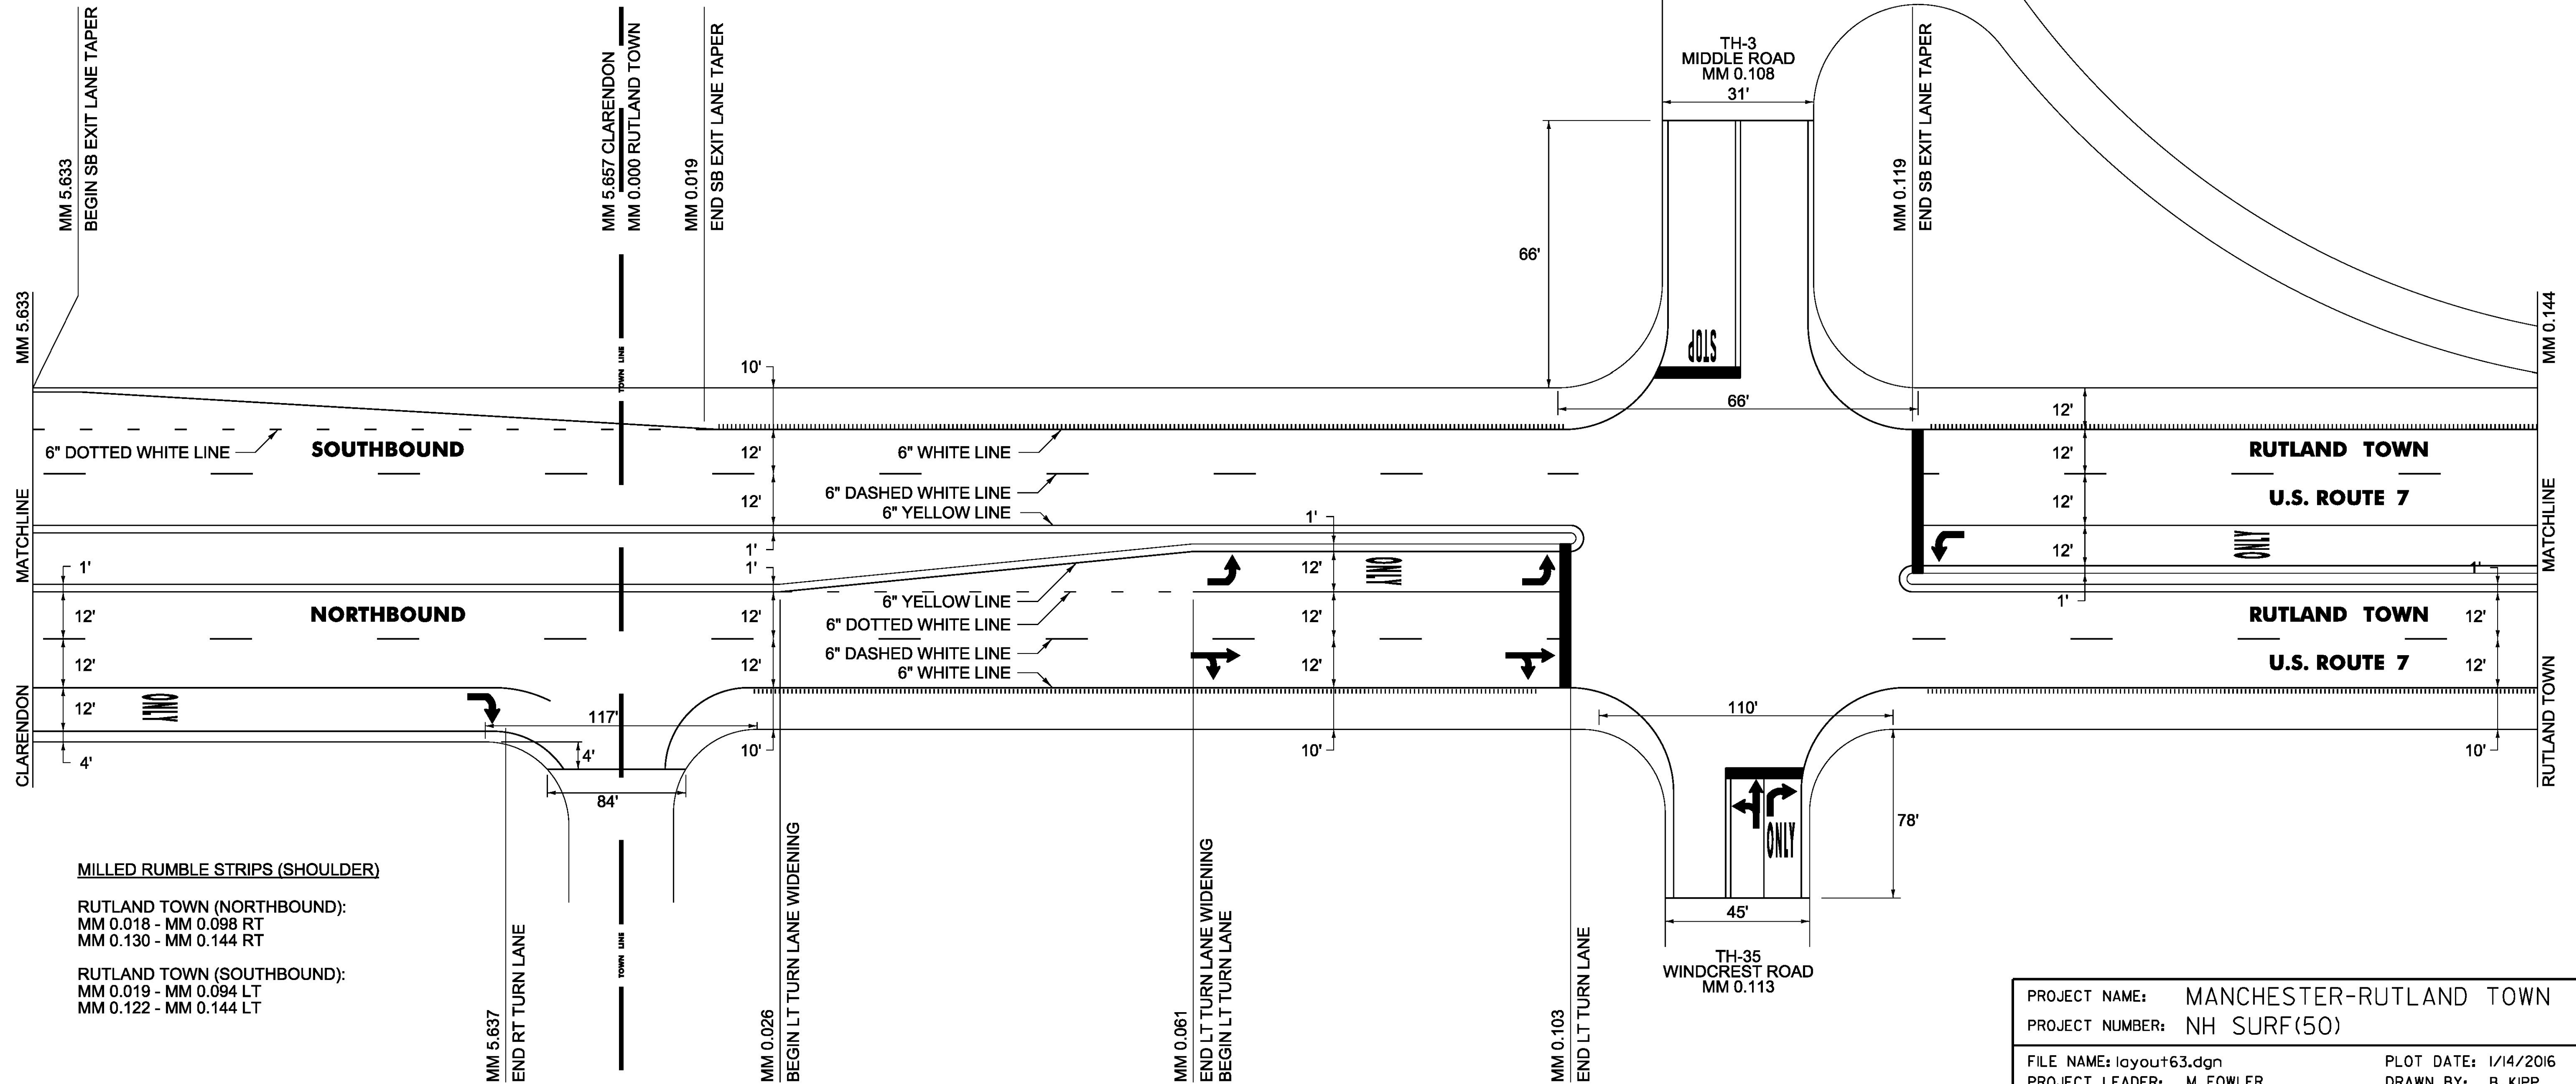 MM 5.633
BEGIN SB EXIT LANE TAPER
MM 5.657 CLARENDON
MM 0.000 RUTLAND TOWN
MM 0.019
END SB EXIT LANE TAPER
TH-3
MIDDLE ROAD
MM 0.108
31'
66'
MM 0.119
END SB EXIT LANE TAPER
MM 5.633
MM 0.144
TOWN LINE
STOP
10'
66'
12'
6" DOTTED WHITE LINE
SOUTHBOUND
12'
6" WHITE LINE
12'
RUTLAND TOWN
6" DASHED WHITE LINE
12'
12'
U.S. ROUTE 7
6" YELLOW LINE
1'
MATCHLINE
MATCHLINE
1'
12'
ONLY
1'
1'
12'
ONLY
1'
6" YELLOW LINE
1'
NORTHBOUND
12'
12'
6" DOTTED WHITE LINE
12'
RUTLAND TOWN
12'
6" DASHED WHITE LINE
12'
12'
12'
U.S. ROUTE 7
12'
6" WHITE LINE
12'
ONLY
117'
110'
4'
4'
10'
10'
10'
CLARENDON
RUTLAND TOWN
84'
ONLY
78'
45'
TH-35
WINDCREST ROAD
MM 0.113
MILLED RUMBLE STRIPS (SHOULDER)
RUTLAND TOWN (NORTHBOUND):
MM 0.018 - MM 0.098 RT
MM 0.130 - MM 0.144 RT
RUTLAND TOWN (SOUTHBOUND):
MM 0.019 - MM 0.094 LT
MM 0.122 - MM 0.144 LT
MM 5.637
END RT TURN LANE
TOWN LINE
MM 0.026
BEGIN LT TURN LANE WIDENING
MM 0.061
END LT TURN LANE WIDENING
BEGIN LT TURN LANE
MM 0.103
END LT TURN LANE
PROJECT NAME: MANCHESTER-RUTLAND TOWN
PROJECT NUMBER: NH SURF(50)
FILE NAME: layout63.dgn PLOT DATE: 1/14/2016
PROJECT LEADER: M.FOWLER DRAWN BY: B.KIPP